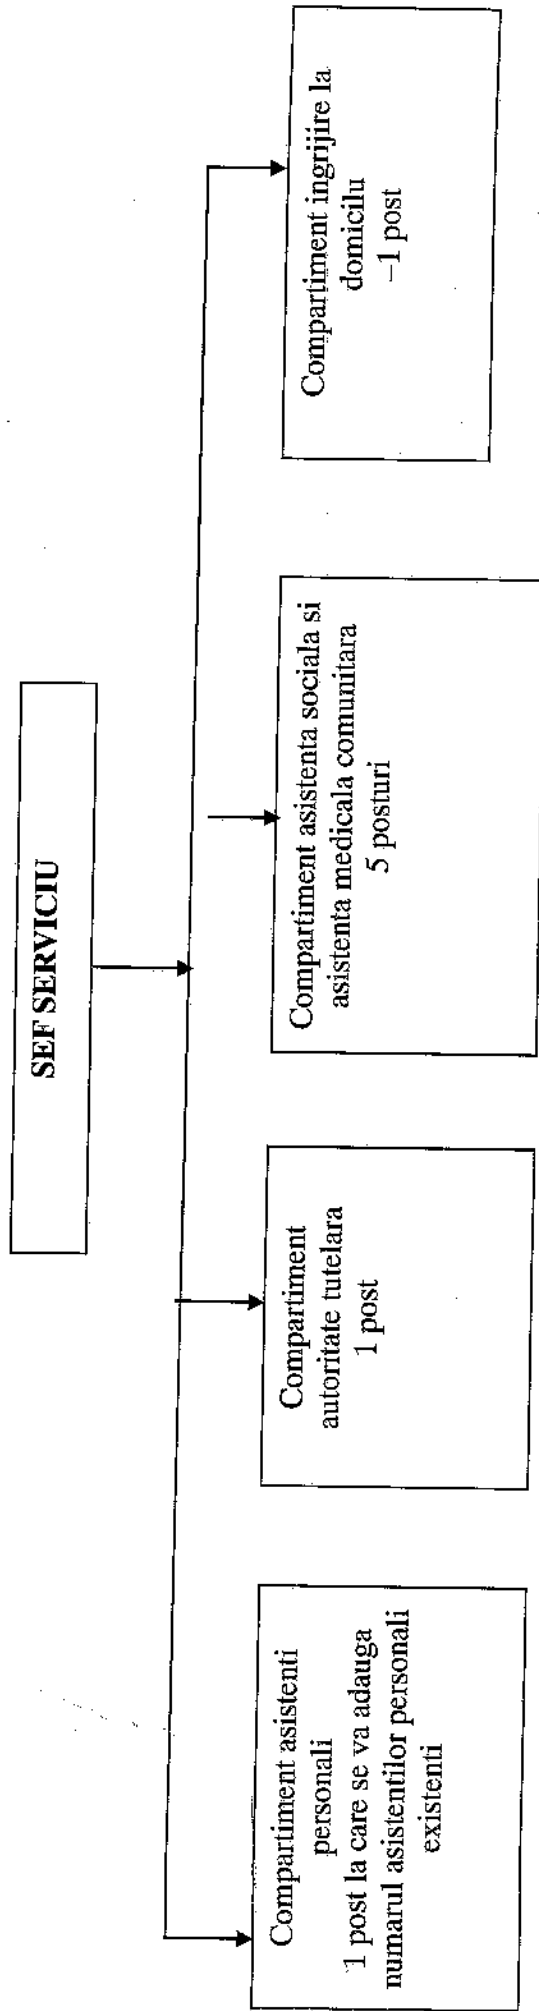 SEF SERVICIU
Compartiment asistenti
personali
1 post la care se va adauga
numarul asistentilor personali
existenti
Compartiment
autoritate tutelara
1 post
Compartiment asistenta sociala si
asistenta medicala comunitara
5 posturi
Compartiment ingrijire la
domicilu
–1 post